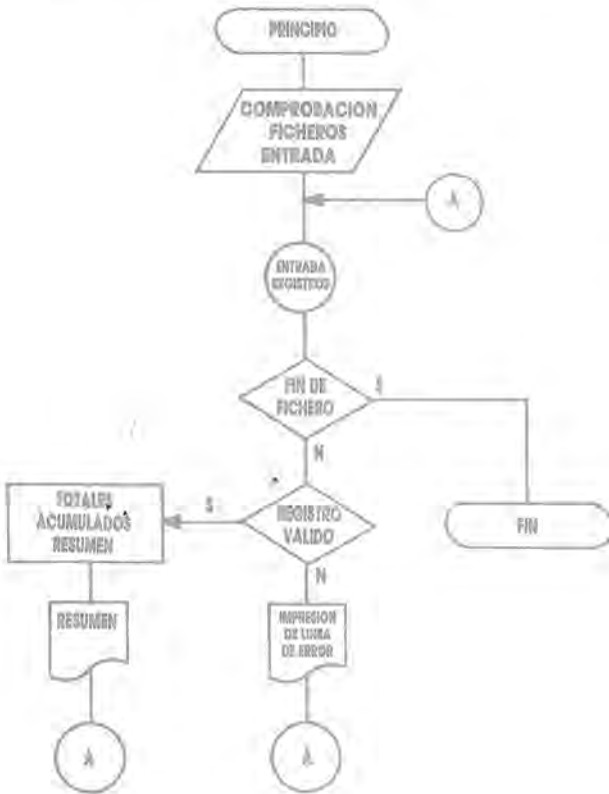 PRINCIPIO
COMPROBACION
FICHEROS
ENTRADA
A
ENTRADA
REGISTROS
FIN DE
FICHERO
S
N
REGISTRO
VALIDO
S
N
FIN
TOTALES
ACUMULADOS
RESUMEN
RESUMEN
IMPRESION
DE LINEA
DE ERROR
A
A